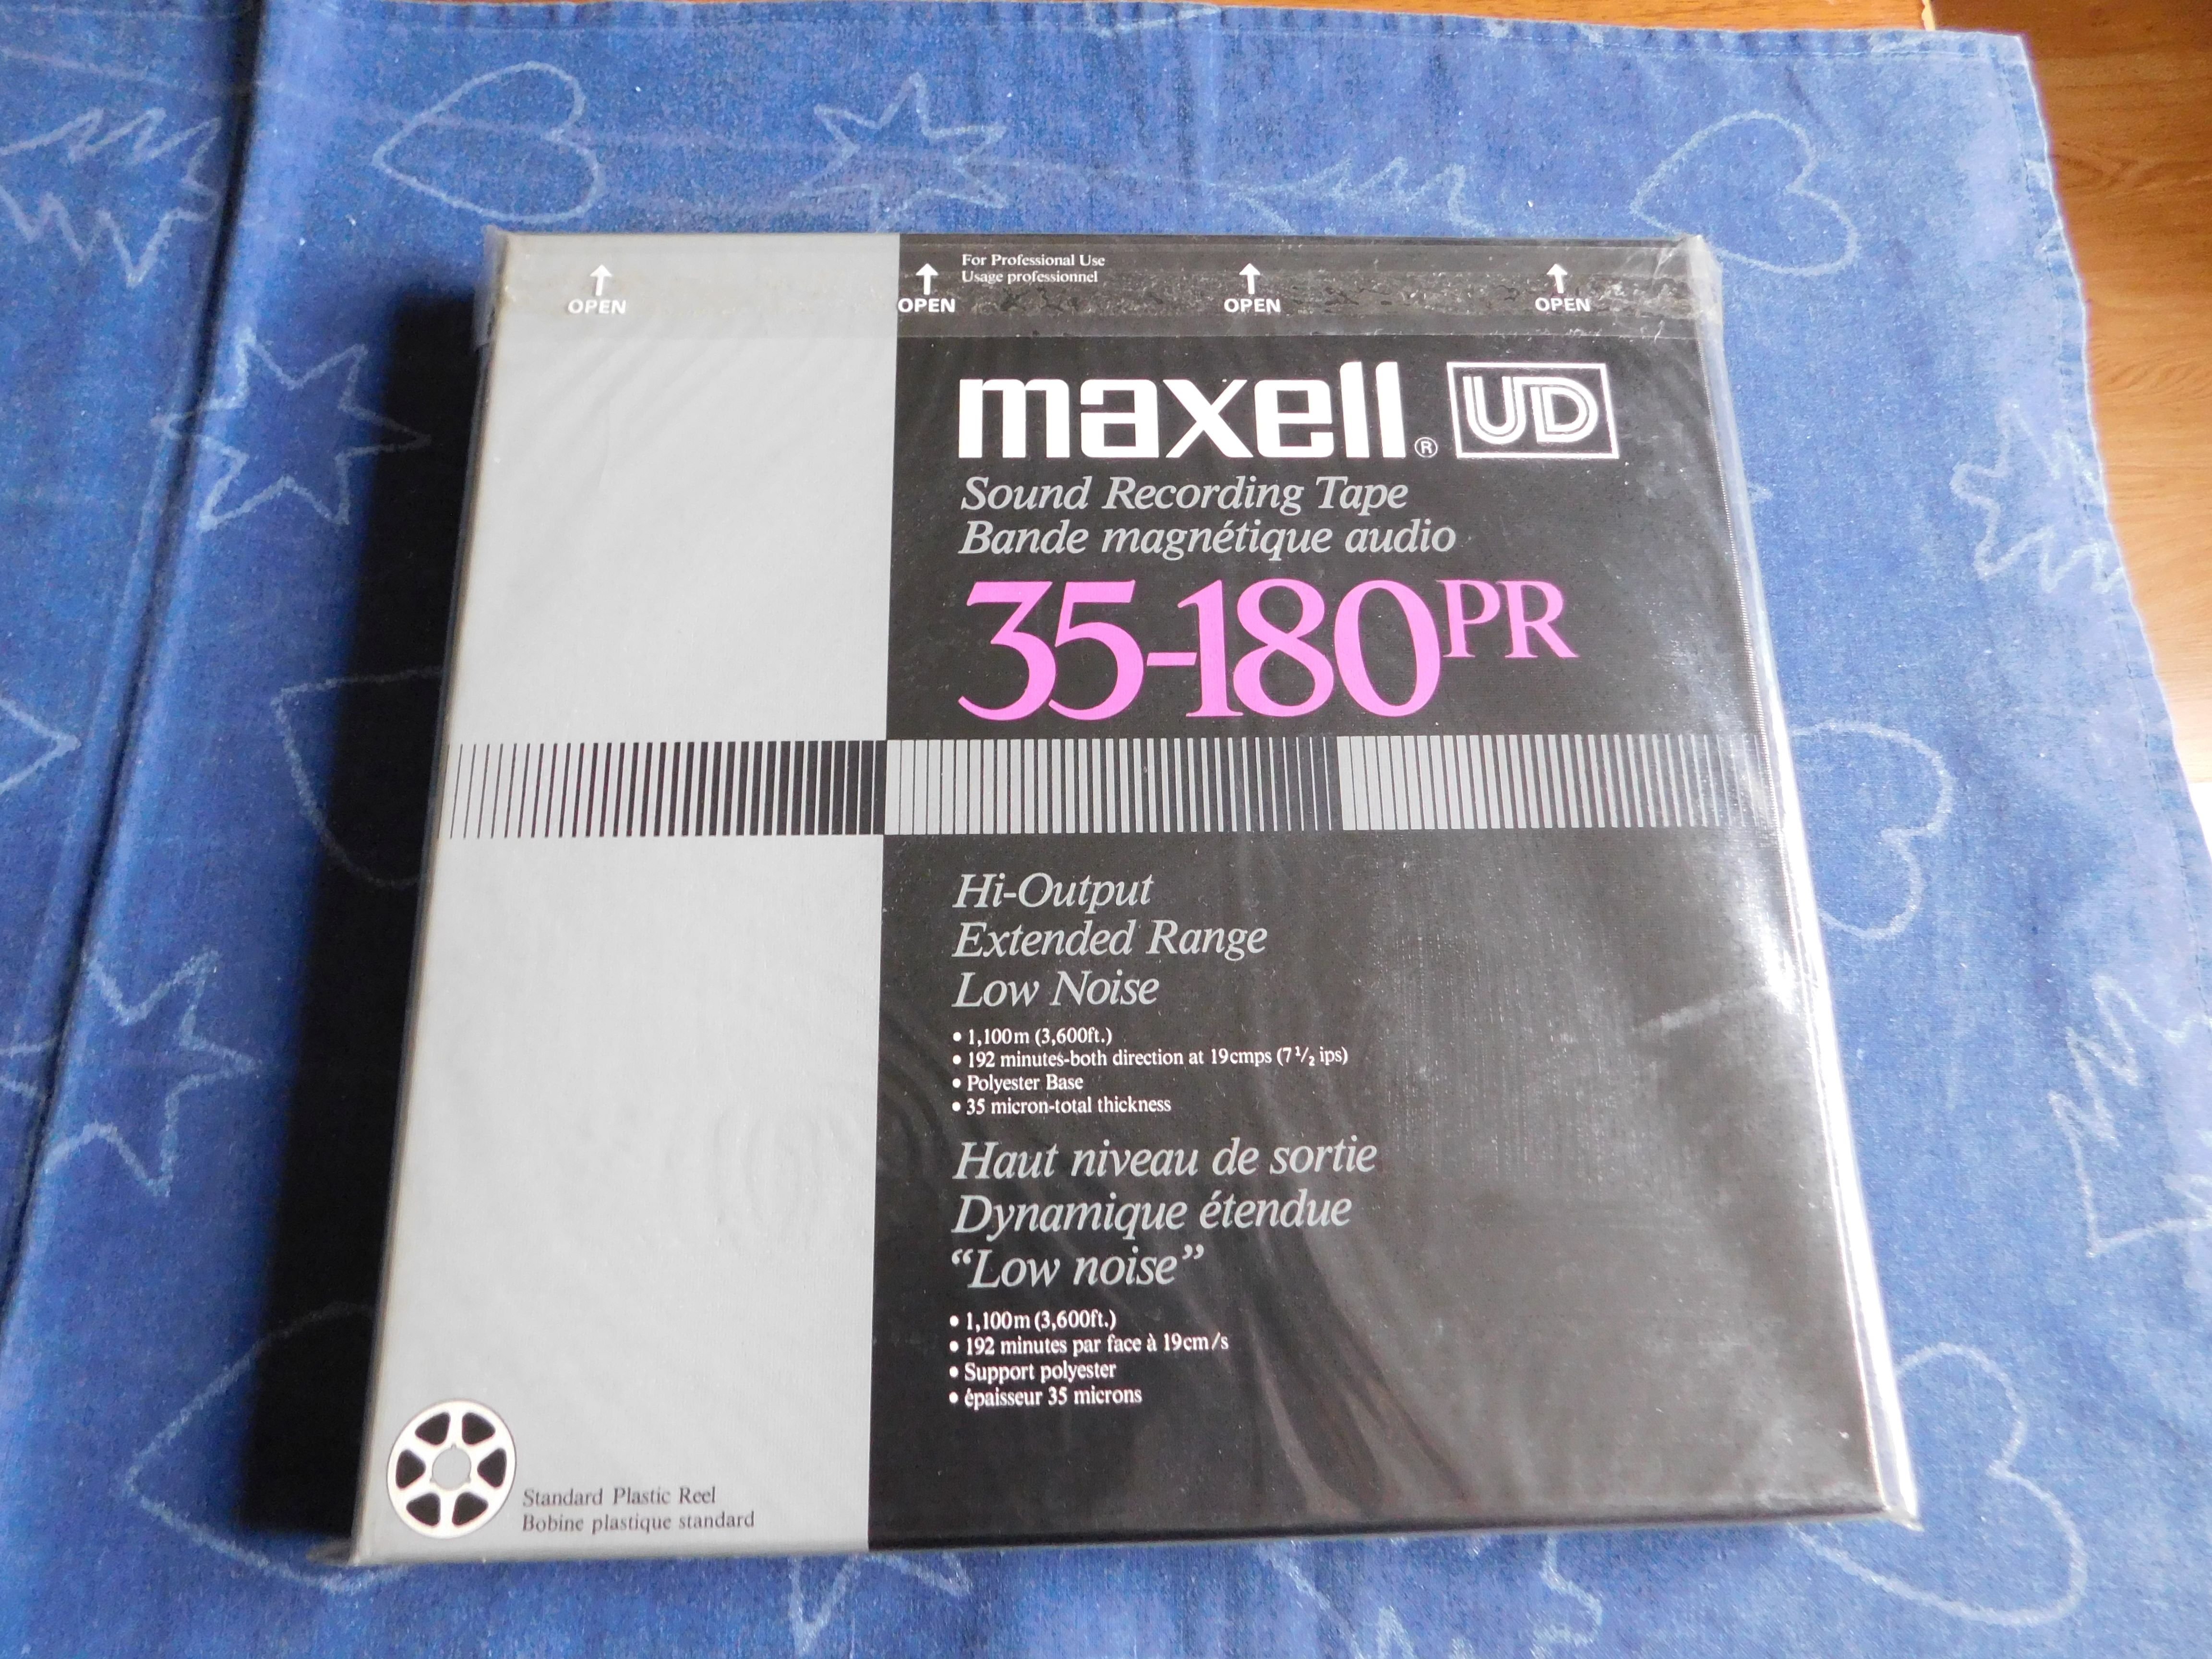 For Professional Use
Usage professionnel
OPEN OPEN OPEN OPEN
maxell® UD
Sound Recording Tape
Bande magnétique audio
35-180PR
Hi-Output
Extended Range
Low Noise
• 1,100m (3,600ft.)
• 192 minutes-both direction at 19cmps (7 1/2 ips)
• Polyester Base
• 35 micron-total thickness
Haut niveau de sortie
Dynamique étendue
“Low noise”
• 1,100m (3,600ft.)
• 192 minutes par face à 19cm/s
• Support polyester
• épaisseur 35 microns
Standard Plastic Reel
Bobine plastique standard